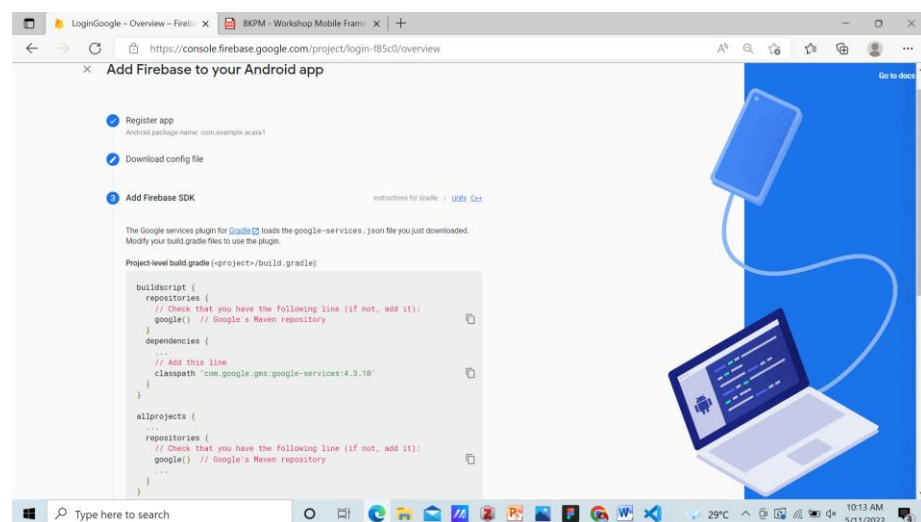 LoginGoogle – Overview – Fireb
BKPM - Workshop Mobile Frame
https://console.firebase.google.com/project/login-f85c0/overview
Add Firebase to your Android app
Go to docs
Register app
Android package name: com.example.acara1
Download config file
3 Add Firebase SDK
Instructions for Gradle | Unity C++
The Google services plugin for Gradle loads the google-services.json file you just downloaded.
Modify your build.gradle files to use the plugin.
Project-level build.gradle (<project>/build.gradle):
buildscript {
repositories {
// Check that you have the following line (if not, add it):
google() // Google's Maven repository
}
dependencies {
...
// Add this line
classpath 'com.google.gms:google-services:4.3.10'
}
}
allprojects {
...
repositories {
// Check that you have the following line (if not, add it):
google() // Google's Maven repository
...
}
}
Type here to search
29°C
10:13 AM
5/11/2022